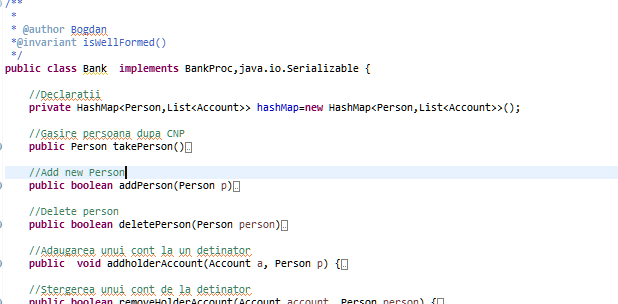 /**
*
* @author Bogdan
*@invariant isWellFormed()
*/
public class Bank  implements BankProc,java.io.Serializable {
//Declaratii
private HashMap<Person,List<Account>> hashMap=new HashMap<Person,List<Account>>();
//Gasire persoana dupa CNP
public Person takePerson()
//Add new Person
public boolean addPerson(Person p)
//Delete person
public boolean deletePerson(Person person)
//Adaugarea unui cont la un detinator
public  void addholderAccount(Account a, Person p) {
//Stergerea unui cont de la detinator
public boolean removeHolderAccount(Account account, Person person) {